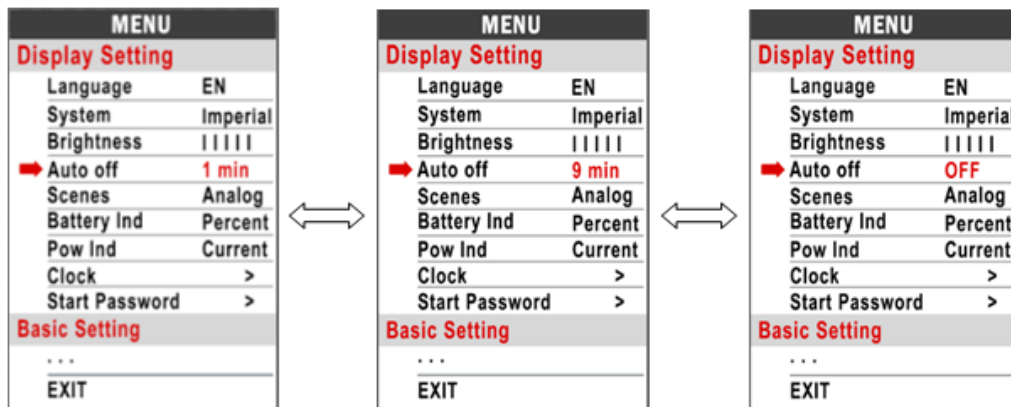 MENU
Display Setting
Language EN
System Imperial
Brightness | | | | |
Auto off 1 min
Scenes Analog
Battery Ind Percent
Pow Ind Current
Clock >
Start Password >
Basic Setting
...
EXIT
MENU
Display Setting
Language EN
System Imperial
Brightness | | | | |
Auto off 9 min
Scenes Analog
Battery Ind Percent
Pow Ind Current
Clock >
Start Password >
Basic Setting
...
EXIT
MENU
Display Setting
Language EN
System Imperial
Brightness | | | | |
Auto off OFF
Scenes Analog
Battery Ind Percent
Pow Ind Current
Clock >
Start Password >
Basic Setting
...
EXIT